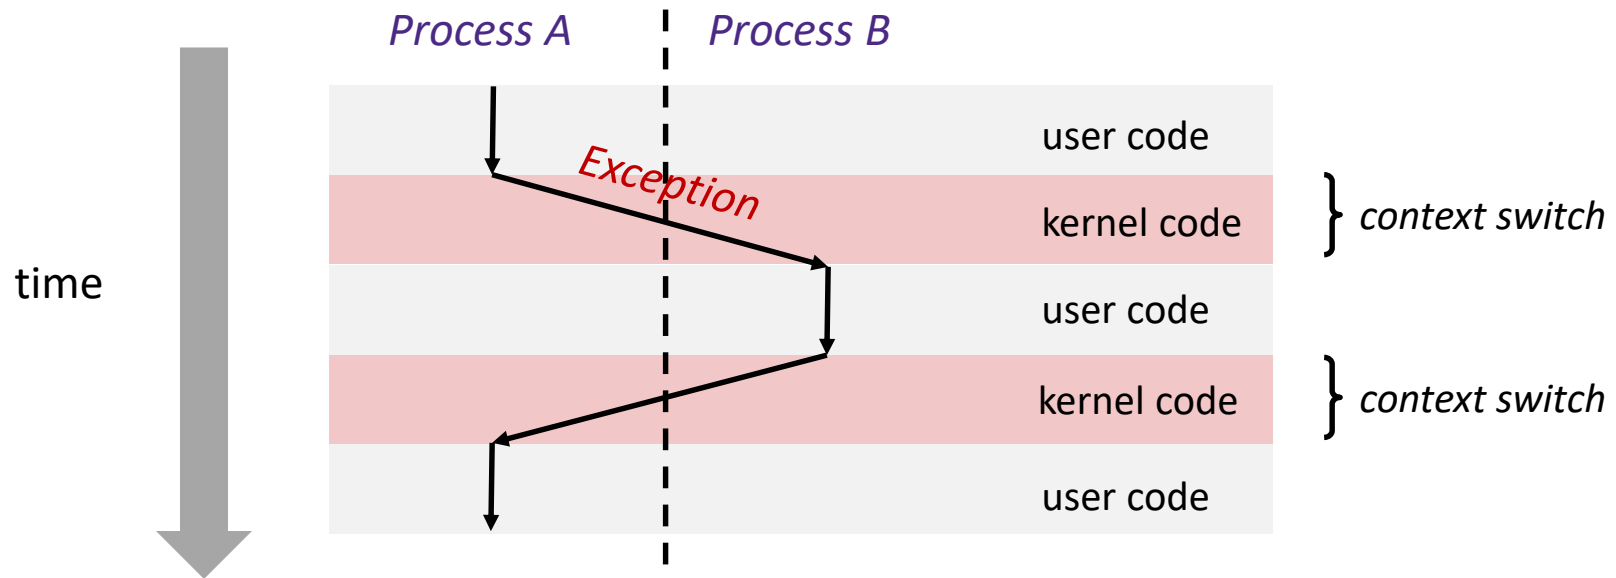 Process A
Process B
user code
Exception
kernel code
context switch
time
user code
kernel code
context switch
user code